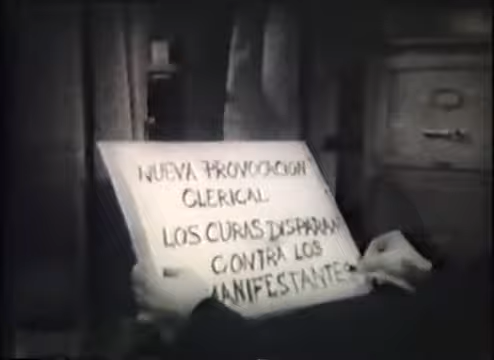 NUEVA PROVOCACION
CLERICAL
LOS CURAS DISPARAN
CONTRA LOS
MANIFESTANTES